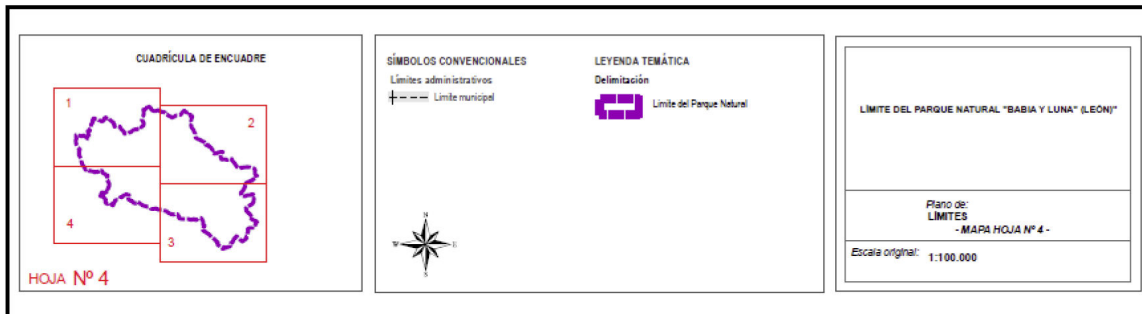 CUADRÍCULA DE ENCUADRE
1
2
4
3
HOJA Nº 4
SÍMBOLOS CONVENCIONALES
Límites administrativos
Límite municipal
LEYENDA TEMÁTICA
Delimitación
Límite del Parque Natural
N
W E
S
LÍMITE DEL PARQUE NATURAL "BABIA Y LUNA" (LEÓN)"
Plano de:
LÍMITES
- MAPA HOJA Nº 4 -
Escala original: 1:100.000